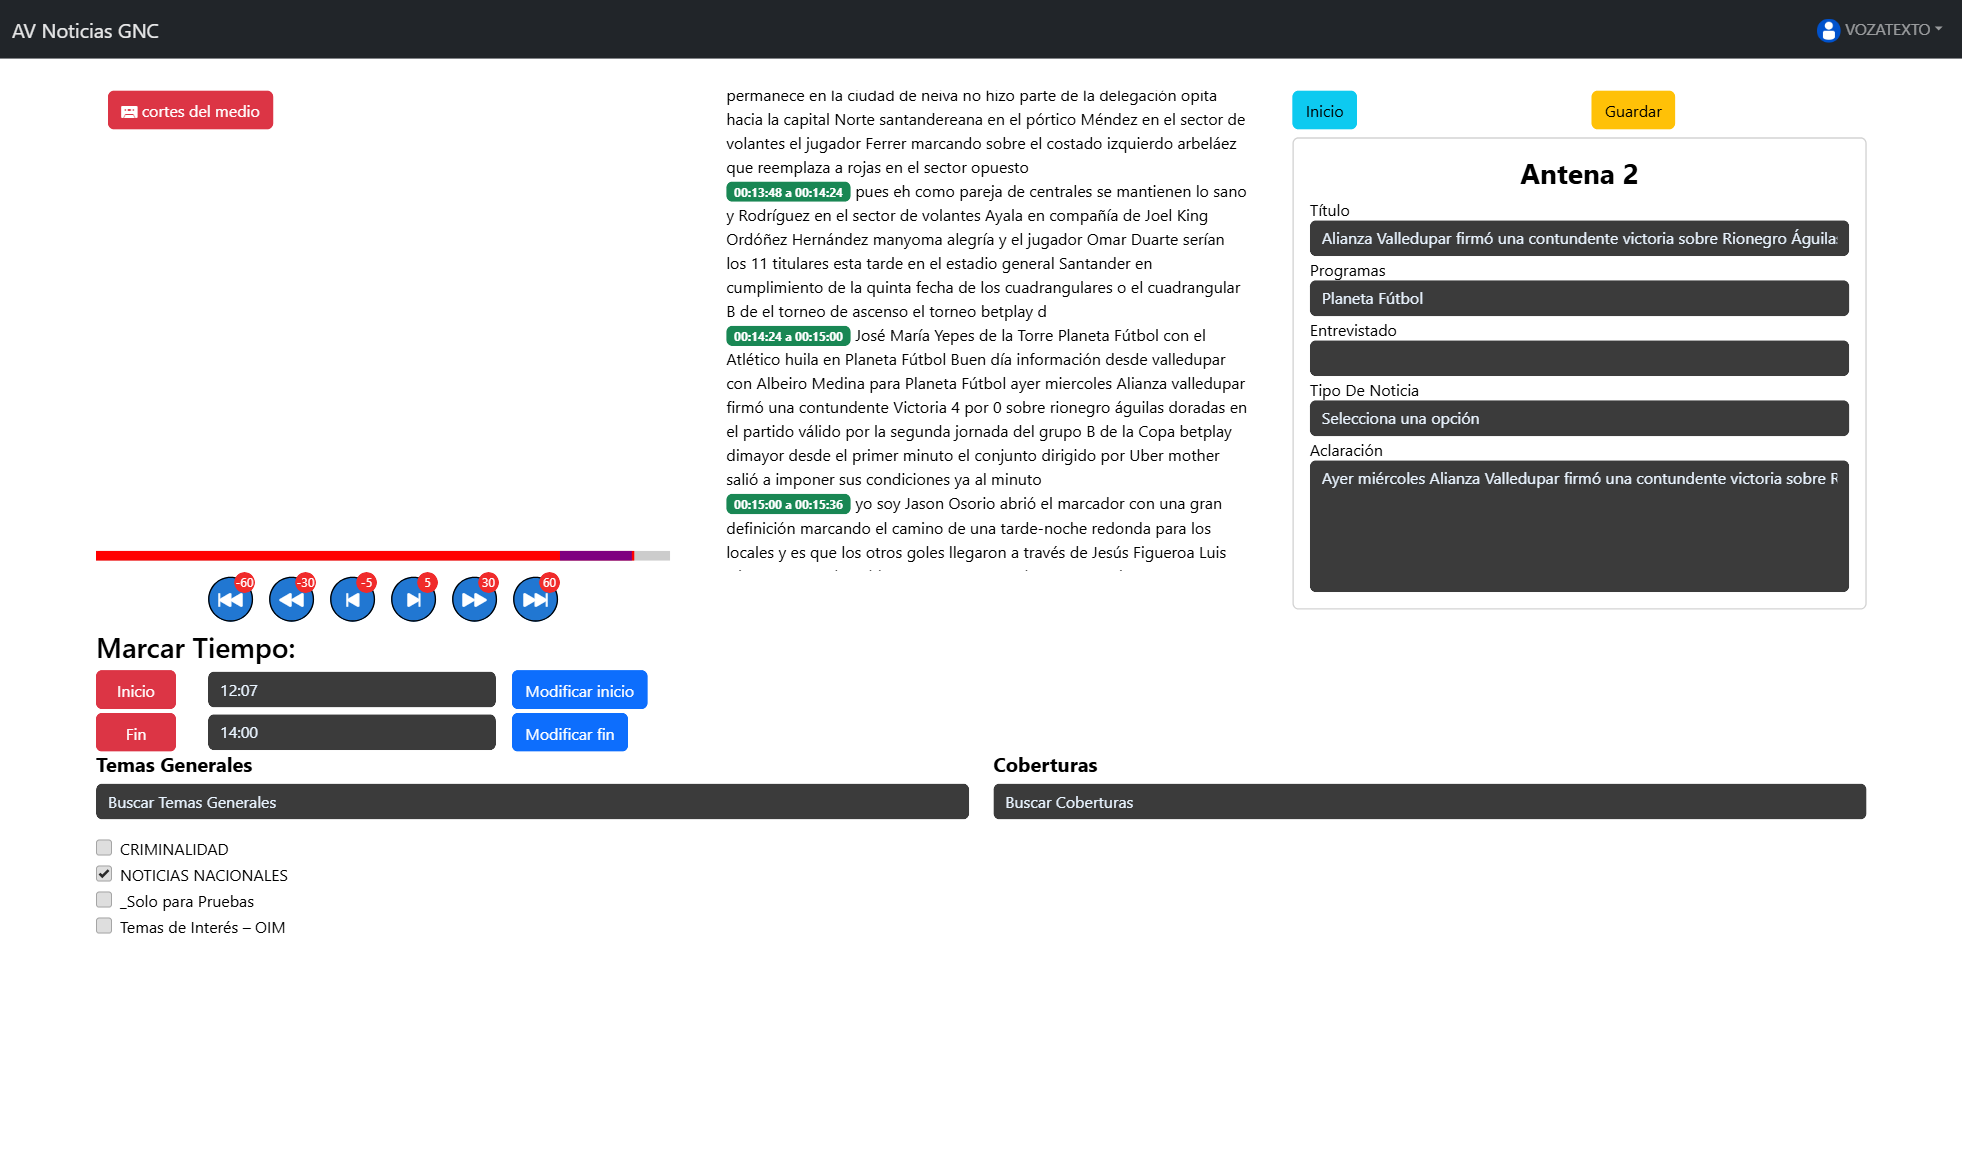 AV Noticias GNC
VOZATEXTO
cortes del medio
-60
-30
-5
5
30
60
Marcar Tiempo:
Inicio
12:07
Modificar inicio
Fin
14:00
Modificar fin
permanece en la ciudad de neiva no hizo parte de la delegación opita
hacia la capital Norte santandereana en el pórtico Méndez en el sector de
volantes el jugador Ferrer marcando sobre el costado izquierdo arbeláez
que reemplaza a rojas en el sector opuesto
00:13:48 a 00:14:24 pues eh como pareja de centrales se mantienen lo sano
y Rodríguez en el sector de volantes Ayala en compañía de Joel King
Ordóñez Hernández manyoma alegría y el jugador Omar Duarte serían
los 11 titulares esta tarde en el estadio general Santander en
cumplimiento de la quinta fecha de los cuadrangulares o el cuadrangular
B de el torneo de ascenso el torneo betplay d
00:14:24 a 00:15:00 José María Yepes de la Torre Planeta Fútbol con el
Atlético huila en Planeta Fútbol Buen día información desde valledupar
con Albeiro Medina para Planeta Fútbol ayer miercoles Alianza valledupar
firmó una contundente Victoria 4 por 0 sobre rionegro águilas doradas en
el partido válido por la segunda jornada del grupo B de la Copa betplay
dimayor desde el primer minuto el conjunto dirigido por Uber mother
salió a imponer sus condiciones ya al minuto
00:15:00 a 00:15:36 yo soy Jason Osorio abrió el marcador con una gran
definición marcando el camino de una tarde-noche redonda para los
locales y es que los otros goles llegaron a través de Jesús Figueroa Luis
Inicio
Guardar
Antena 2
Título
Alianza Valledupar firmó una contundente victoria sobre Rionegro Águilas
Programas
Planeta Fútbol
Entrevistado
Tipo De Noticia
Selecciona una opción
Aclaración
Ayer miércoles Alianza Valledupar firmó una contundente victoria sobre R
Temas Generales
Buscar Temas Generales
CRIMINALIDAD
NOTICIAS NACIONALES
_Solo para Pruebas
Temas de Interés – OIM
Coberturas
Buscar Coberturas